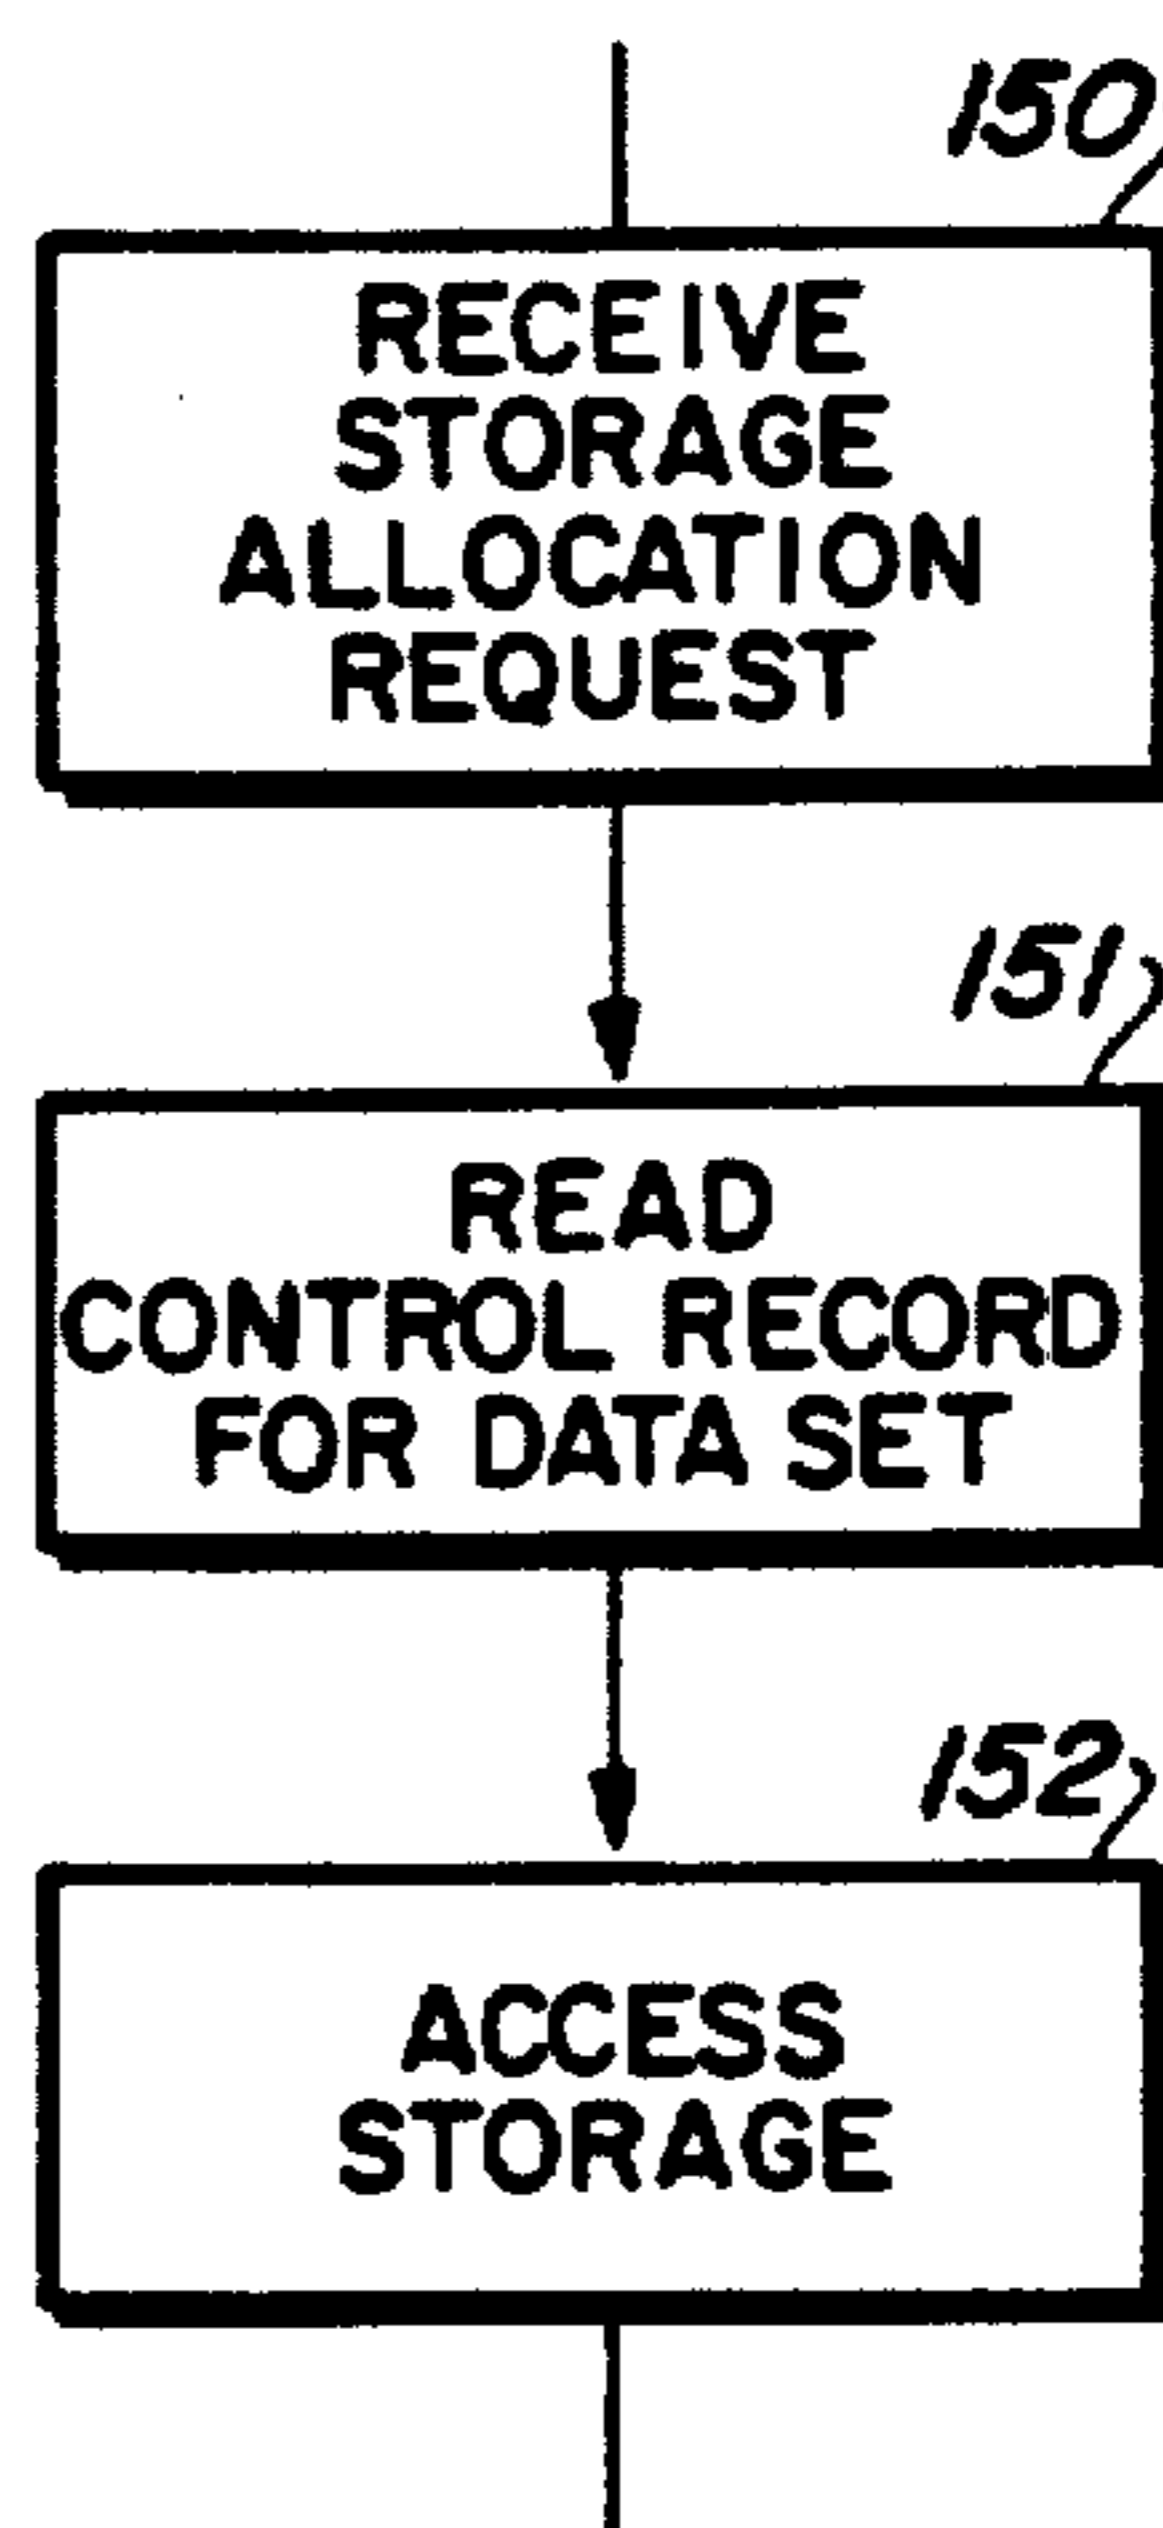 150
RECEIVE
STORAGE
ALLOCATION
REQUEST
151
READ
CONTROL RECORD
FOR DATA SET
152
ACCESS
STORAGE